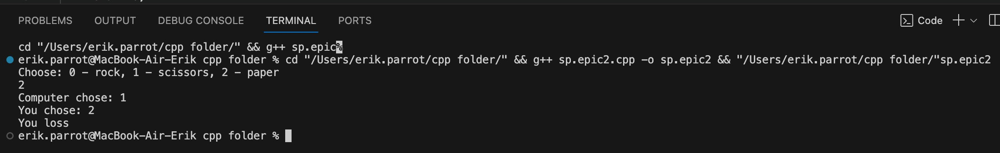 PROBLEMS OUTPUT DEBUG CONSOLE TERMINAL PORTS Code
cd "/Users/erik.parrot/cpp folder/" && g++ sp.epic%
erik.parrot@MacBook-Air-Erik cpp folder % cd "/Users/erik.parrot/cpp folder/" && g++ sp.epic2.cpp -o sp.epic2 && "/Users/erik.parrot/cpp folder/"sp.epic2
Choose: 0 - rock, 1 - scissors, 2 - paper
2
Computer chose: 1
You chose: 2
You loss
erik.parrot@MacBook-Air-Erik cpp folder %